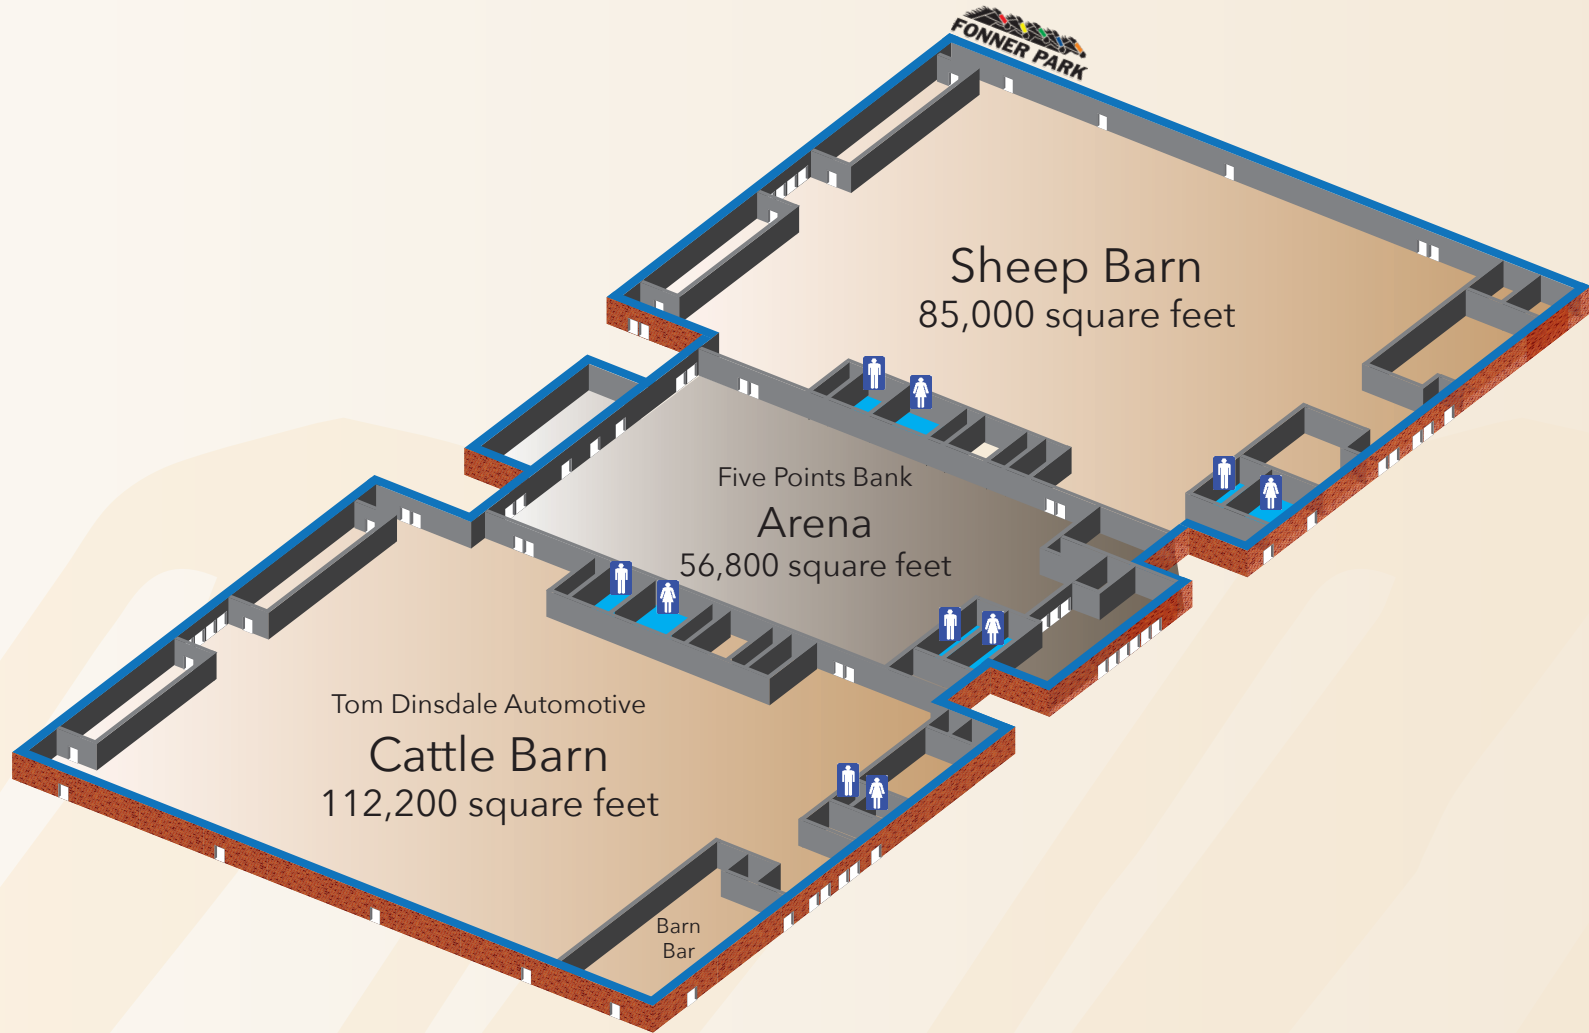 FONNER PARK
Sheep Barn
85,000 square feet
Five Points Bank
Arena
56,800 square feet
Tom Dinsdale Automotive
Cattle Barn
112,200 square feet
Barn
Bar